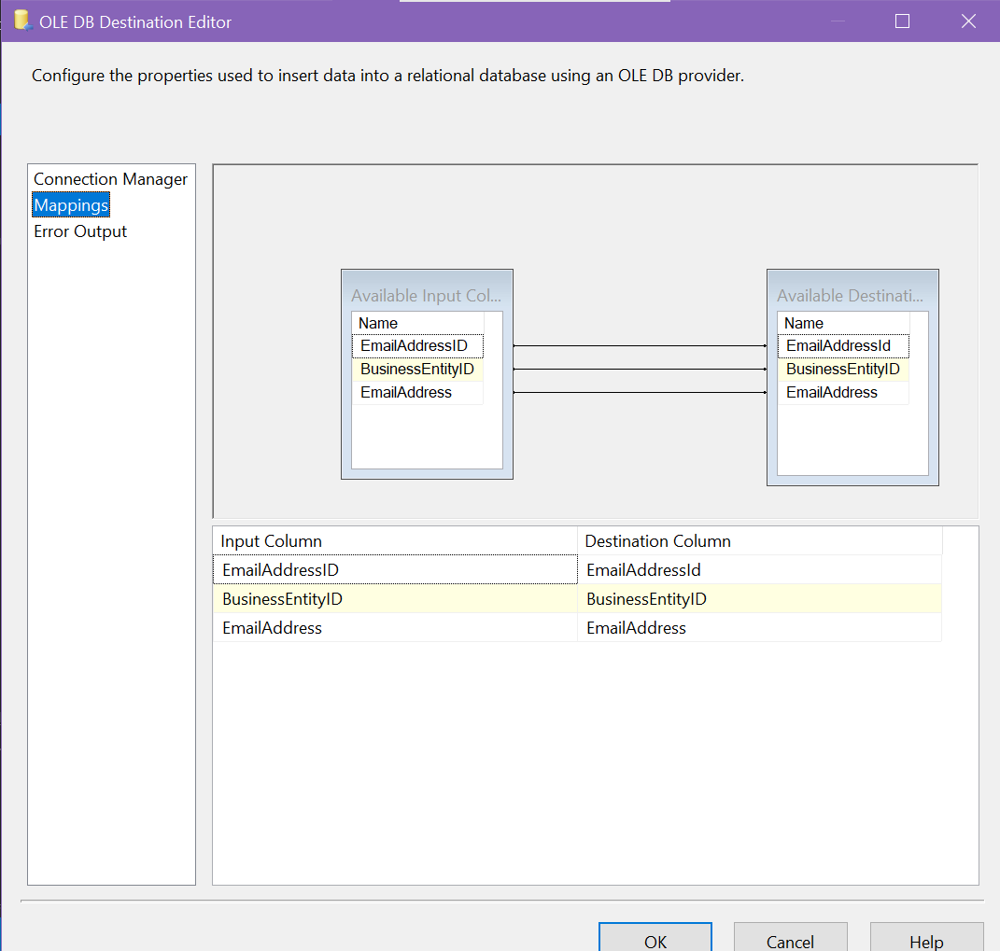 OLE DB Destination Editor
Configure the properties used to insert data into a relational database using an OLE DB provider.
Connection Manager
Mappings
Error Output
Available Input Col...
Name
EmailAddressID
BusinessEntityID
EmailAddress
Available Destinati...
Name
EmailAddressId
BusinessEntityID
EmailAddress
Input Column Destination Column
EmailAddressID EmailAddressId
BusinessEntityID BusinessEntityID
EmailAddress EmailAddress
OK Cancel Help